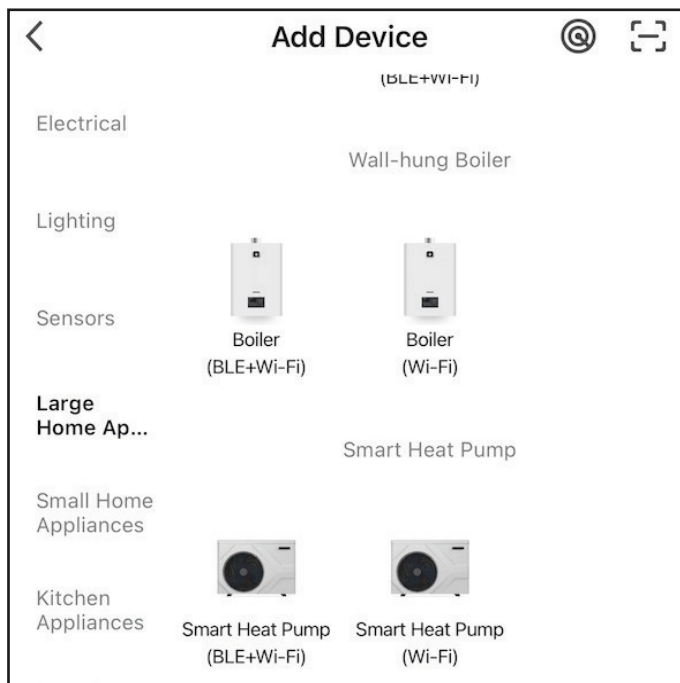 Add Device
(BLE+Wi-Fi)
Electrical
Wall-hung Boiler
Lighting
Sensors
Boiler
(BLE+Wi-Fi)
Boiler
(Wi-Fi)
Large
Home Ap...
Smart Heat Pump
Small Home
Appliances
Kitchen
Appliances
Smart Heat Pump
(BLE+Wi-Fi)
Smart Heat Pump
(Wi-Fi)